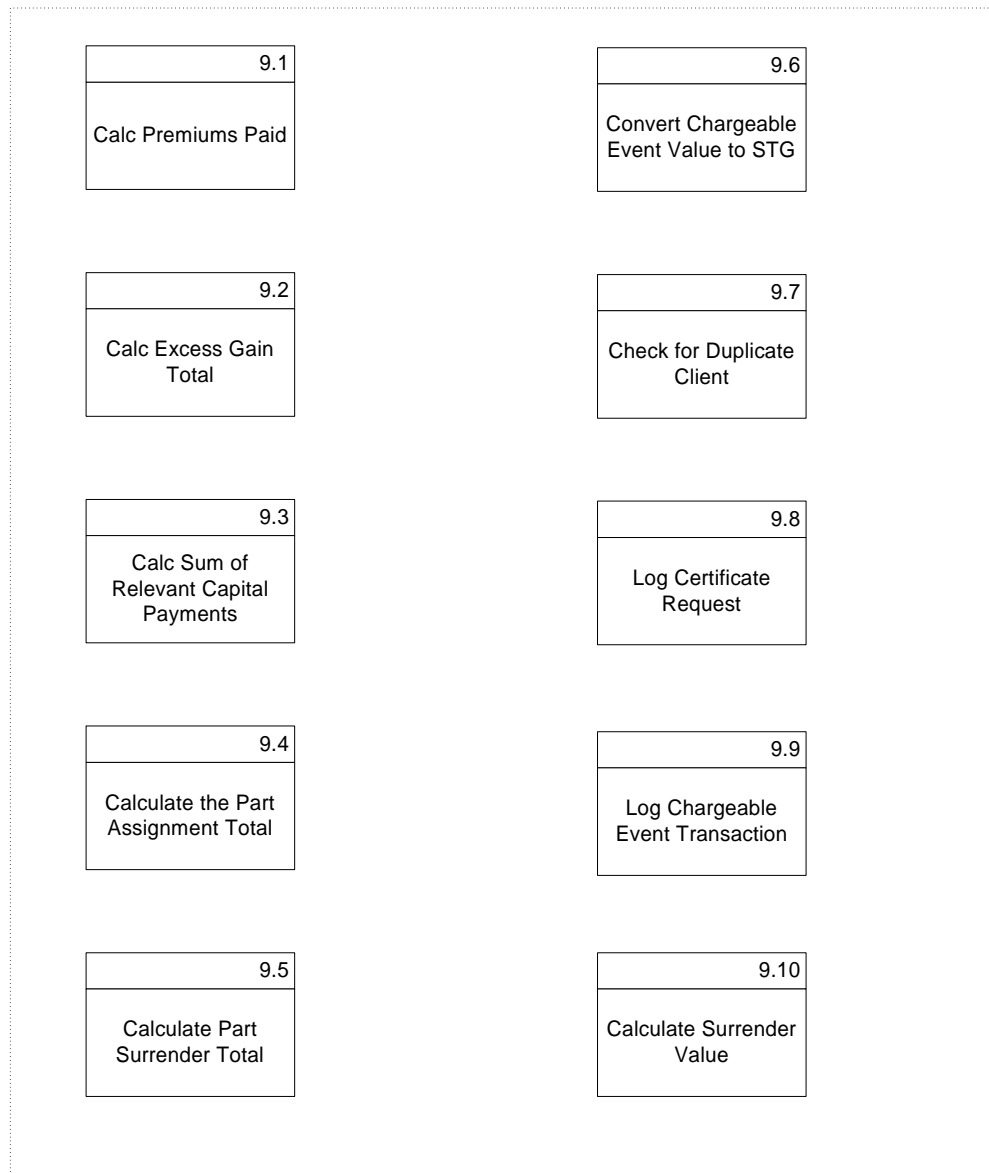 9.1
Calc Premiums Paid
9.2
Calc Excess Gain
Total
9.3
Calc Sum of
Relevant Capital
Payments
9.4
Calculate the Part
Assignment Total
9.5
Calculate Part
Surrender Total
9.6
Convert Chargeable
Event Value to STG
9.7
Check for Duplicate
Client
9.8
Log Certificate
Request
9.9
Log Chargeable
Event Transaction
9.10
Calculate Surrender
Value